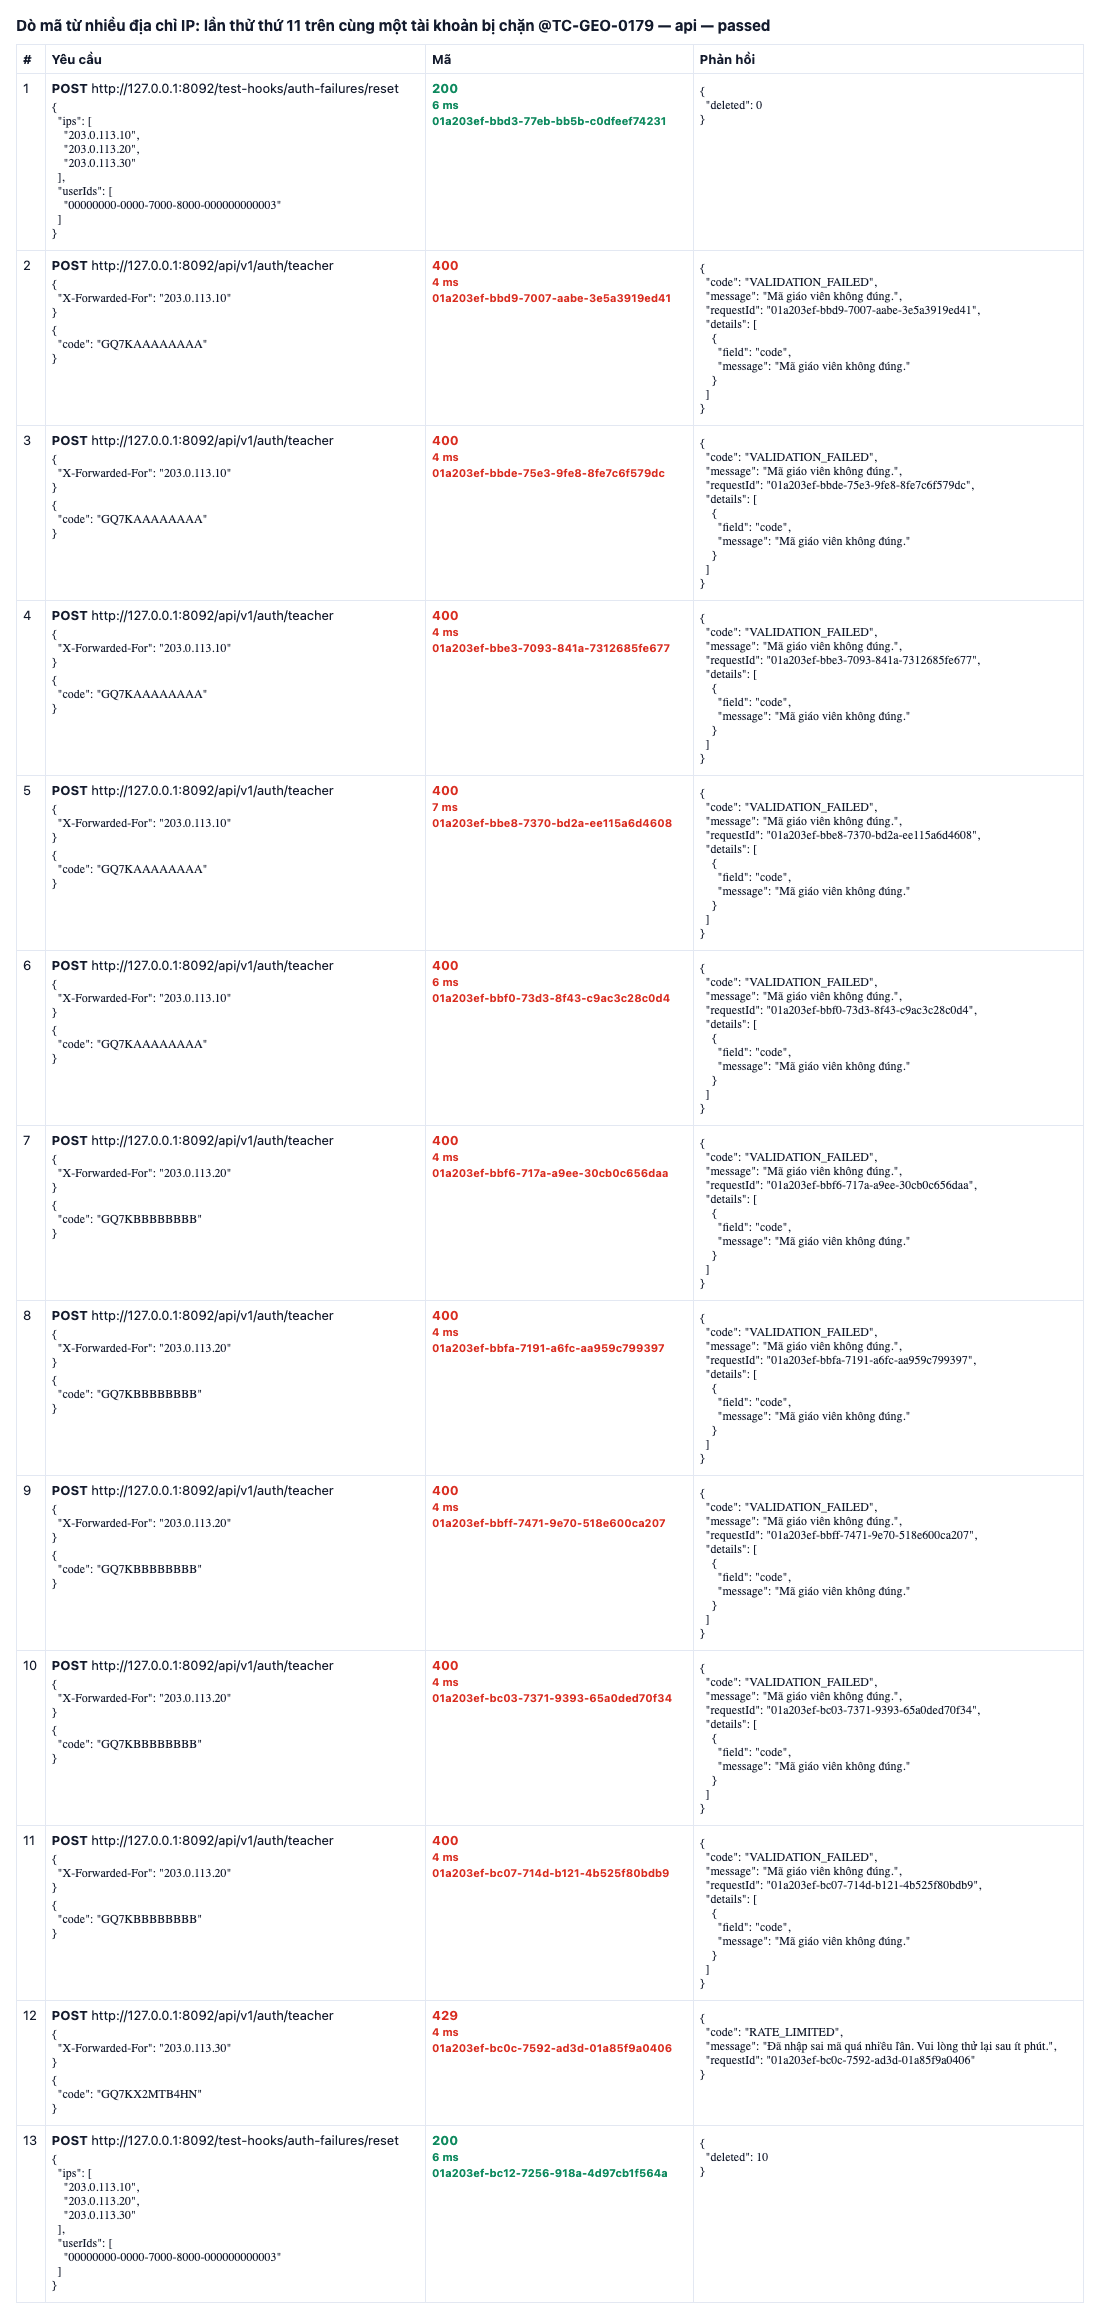 Dò mã từ nhiều địa chỉ IP: lần thử thứ 11 trên cùng một tài khoản bị chặn @TC-GEO-0179 — api — passed
# Yêu cầu Mã Phản hồi
1 POST http://127.0.0.1:8092/test-hooks/auth-failures/reset
{
"ips": [
"203.0.113.10",
"203.0.113.20",
"203.0.113.30"
],
"userIds": [
"00000000-0000-7000-8000-000000000003"
]
}
200
6 ms
01a203ef-bbd3-77eb-bb5b-c0dfeef74231
{
"deleted": 0
}
2 POST http://127.0.0.1:8092/api/v1/auth/teacher
{
"X-Forwarded-For": "203.0.113.10"
}
{
"code": "GQ7KAAAAAAAA"
}
400
4 ms
01a203ef-bbd9-7007-aabe-3e5a3919ed41
{
"code": "VALIDATION_FAILED",
"message": "Mã giáo viên không đúng.",
"requestId": "01a203ef-bbd9-7007-aabe-3e5a3919ed41",
"details": [
{
"field": "code",
"message": "Mã giáo viên không đúng."
}
]
}
3 POST http://127.0.0.1:8092/api/v1/auth/teacher
{
"X-Forwarded-For": "203.0.113.10"
}
{
"code": "GQ7KAAAAAAAA"
}
400
4 ms
01a203ef-bbde-75e3-9fe8-8fe7c6f579dc
{
"code": "VALIDATION_FAILED",
"message": "Mã giáo viên không đúng.",
"requestId": "01a203ef-bbde-75e3-9fe8-8fe7c6f579dc",
"details": [
{
"field": "code",
"message": "Mã giáo viên không đúng."
}
]
}
4 POST http://127.0.0.1:8092/api/v1/auth/teacher
{
"X-Forwarded-For": "203.0.113.10"
}
{
"code": "GQ7KAAAAAAAA"
}
400
4 ms
01a203ef-bbe3-7093-841a-7312685fe677
{
"code": "VALIDATION_FAILED",
"message": "Mã giáo viên không đúng.",
"requestId": "01a203ef-bbe3-7093-841a-7312685fe677",
"details": [
{
"field": "code",
"message": "Mã giáo viên không đúng."
}
]
}
5 POST http://127.0.0.1:8092/api/v1/auth/teacher
{
"X-Forwarded-For": "203.0.113.10"
}
{
"code": "GQ7KAAAAAAAA"
}
400
7 ms
01a203ef-bbe8-7370-bd2a-ee115a6d4608
{
"code": "VALIDATION_FAILED",
"message": "Mã giáo viên không đúng.",
"requestId": "01a203ef-bbe8-7370-bd2a-ee115a6d4608",
"details": [
{
"field": "code",
"message": "Mã giáo viên không đúng."
}
]
}
6 POST http://127.0.0.1:8092/api/v1/auth/teacher
{
"X-Forwarded-For": "203.0.113.10"
}
{
"code": "GQ7KAAAAAAAA"
}
400
6 ms
01a203ef-bbf0-73d3-8f43-c9ac3c28c0d4
{
"code": "VALIDATION_FAILED",
"message": "Mã giáo viên không đúng.",
"requestId": "01a203ef-bbf0-73d3-8f43-c9ac3c28c0d4",
"details": [
{
"field": "code",
"message": "Mã giáo viên không đúng."
}
]
}
7 POST http://127.0.0.1:8092/api/v1/auth/teacher
{
"X-Forwarded-For": "203.0.113.20"
}
{
"code": "GQ7KBBBBBBBB"
}
400
4 ms
01a203ef-bbf6-717a-a9ee-30cb0c656daa
{
"code": "VALIDATION_FAILED",
"message": "Mã giáo viên không đúng.",
"requestId": "01a203ef-bbf6-717a-a9ee-30cb0c656daa",
"details": [
{
"field": "code",
"message": "Mã giáo viên không đúng."
}
]
}
8 POST http://127.0.0.1:8092/api/v1/auth/teacher
{
"X-Forwarded-For": "203.0.113.20"
}
{
"code": "GQ7KBBBBBBBB"
}
400
4 ms
01a203ef-bbfa-7191-a6fc-aa959c799397
{
"code": "VALIDATION_FAILED",
"message": "Mã giáo viên không đúng.",
"requestId": "01a203ef-bbfa-7191-a6fc-aa959c799397",
"details": [
{
"field": "code",
"message": "Mã giáo viên không đúng."
}
]
}
9 POST http://127.0.0.1:8092/api/v1/auth/teacher
{
"X-Forwarded-For": "203.0.113.20"
}
{
"code": "GQ7KBBBBBBBB"
}
400
4 ms
01a203ef-bbff-7471-9e70-518e600ca207
{
"code": "VALIDATION_FAILED",
"message": "Mã giáo viên không đúng.",
"requestId": "01a203ef-bbff-7471-9e70-518e600ca207",
"details": [
{
"field": "code",
"message": "Mã giáo viên không đúng."
}
]
}
10 POST http://127.0.0.1:8092/api/v1/auth/teacher
{
"X-Forwarded-For": "203.0.113.20"
}
{
"code": "GQ7KBBBBBBBB"
}
400
4 ms
01a203ef-bc03-7371-9393-65a0ded70f34
{
"code": "VALIDATION_FAILED",
"message": "Mã giáo viên không đúng.",
"requestId": "01a203ef-bc03-7371-9393-65a0ded70f34",
"details": [
{
"field": "code",
"message": "Mã giáo viên không đúng."
}
]
}
11 POST http://127.0.0.1:8092/api/v1/auth/teacher
{
"X-Forwarded-For": "203.0.113.20"
}
{
"code": "GQ7KBBBBBBBB"
}
400
4 ms
01a203ef-bc07-714d-b121-4b525f80bdb9
{
"code": "VALIDATION_FAILED",
"message": "Mã giáo viên không đúng.",
"requestId": "01a203ef-bc07-714d-b121-4b525f80bdb9",
"details": [
{
"field": "code",
"message": "Mã giáo viên không đúng."
}
]
}
12 POST http://127.0.0.1:8092/api/v1/auth/teacher
{
"X-Forwarded-For": "203.0.113.30"
}
{
"code": "GQ7KX2MTB4HN"
}
429
4 ms
01a203ef-bc0c-7592-ad3d-01a85f9a0406
{
"code": "RATE_LIMITED",
"message": "Đã nhập sai mã quá nhiều lần. Vui lòng thử lại sau ít phút.",
"requestId": "01a203ef-bc0c-7592-ad3d-01a85f9a0406"
}
13 POST http://127.0.0.1:8092/test-hooks/auth-failures/reset
{
"ips": [
"203.0.113.10",
"203.0.113.20",
"203.0.113.30"
],
"userIds": [
"00000000-0000-7000-8000-000000000003"
]
}
200
6 ms
01a203ef-bc12-7256-918a-4d97cb1f564a
{
"deleted": 10
}